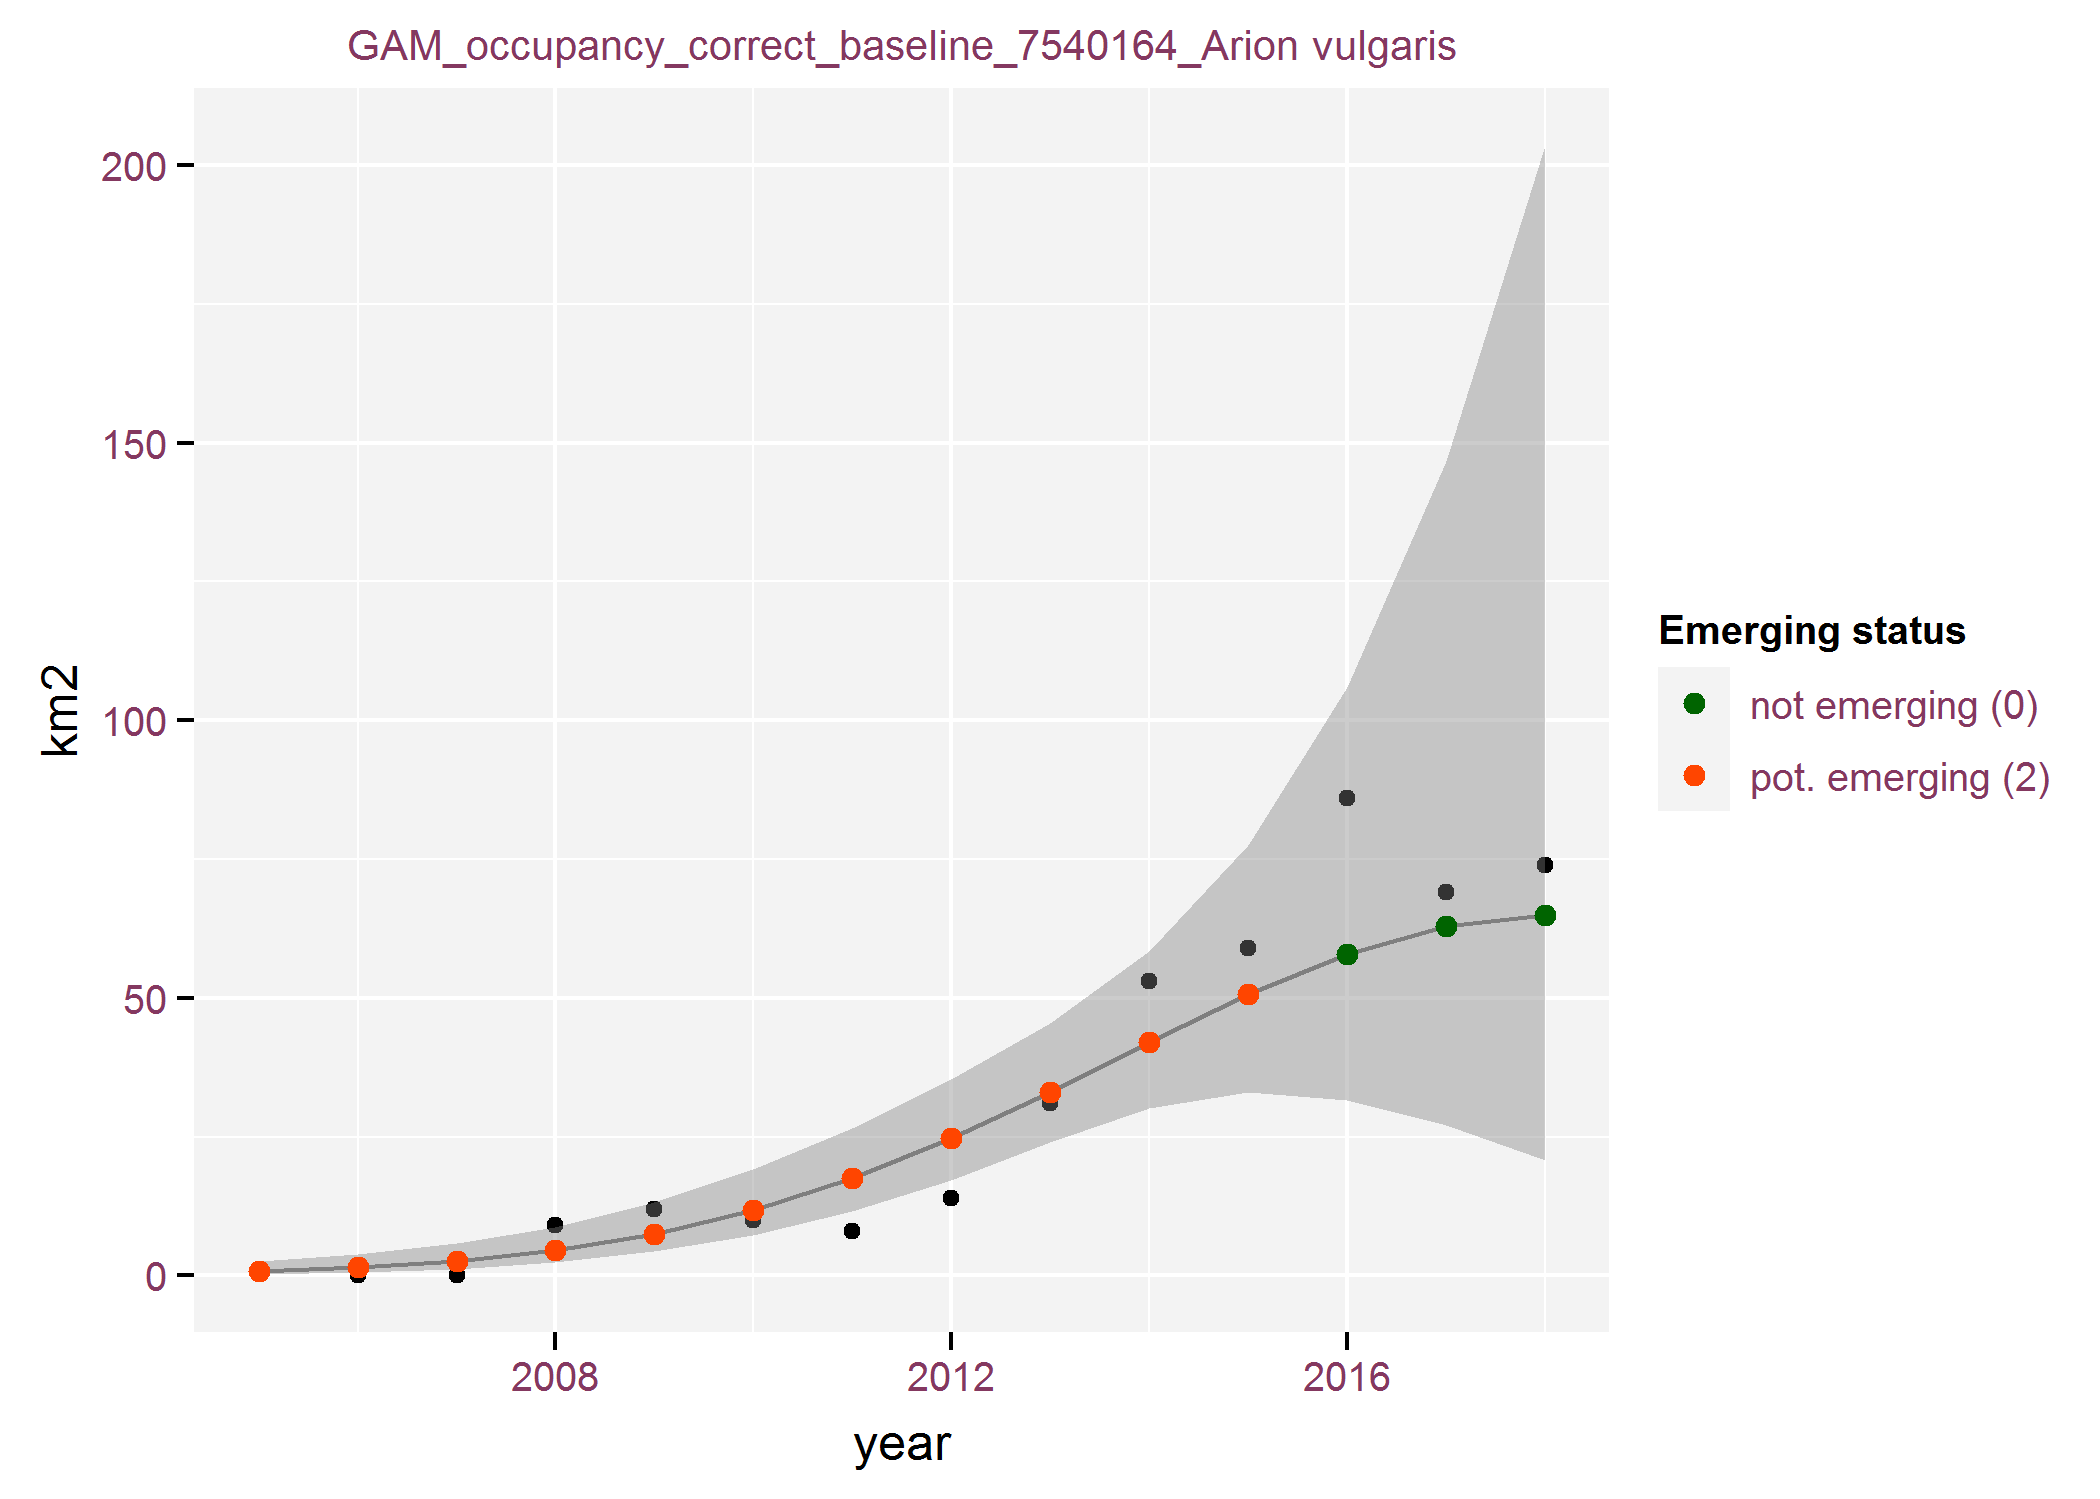 GAM_occupancy_correct_baseline_7540164_Arion vulgaris
200
150
100
50
0
km2
2008
2012
2016
year
Emerging status
not emerging (0)
pot. emerging (2)